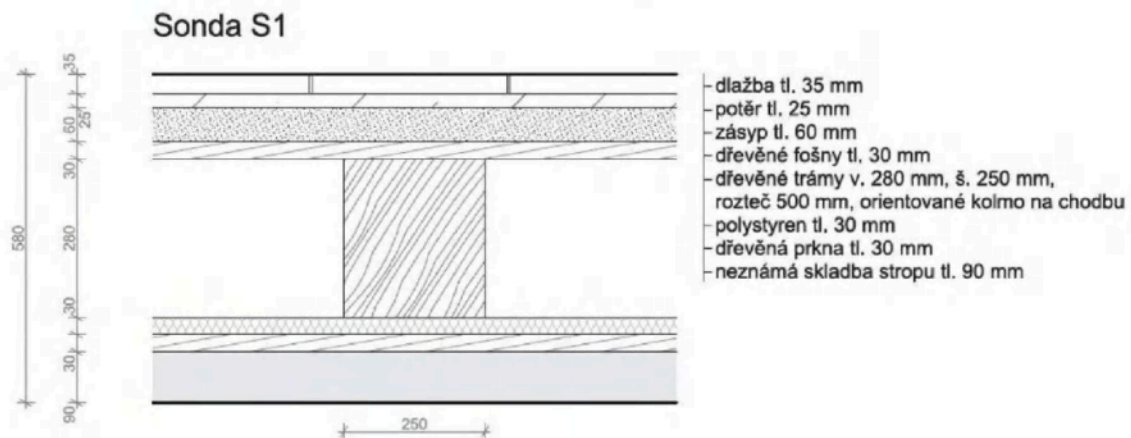 Sonda S1
dlažba tl. 35 mm
potěr tl. 25 mm
zásyp tl. 60 mm
dřevěné fošny tl. 30 mm
dřevěné trámy v. 280 mm, š. 250 mm,
rozteč 500 mm, orientované kolmo na chodbu
polystyren tl. 30 mm
dřevěná prkna tl. 30 mm
neznámá skladba stropu tl. 90 mm
35
25
60
30
280
30
30
90
580
250